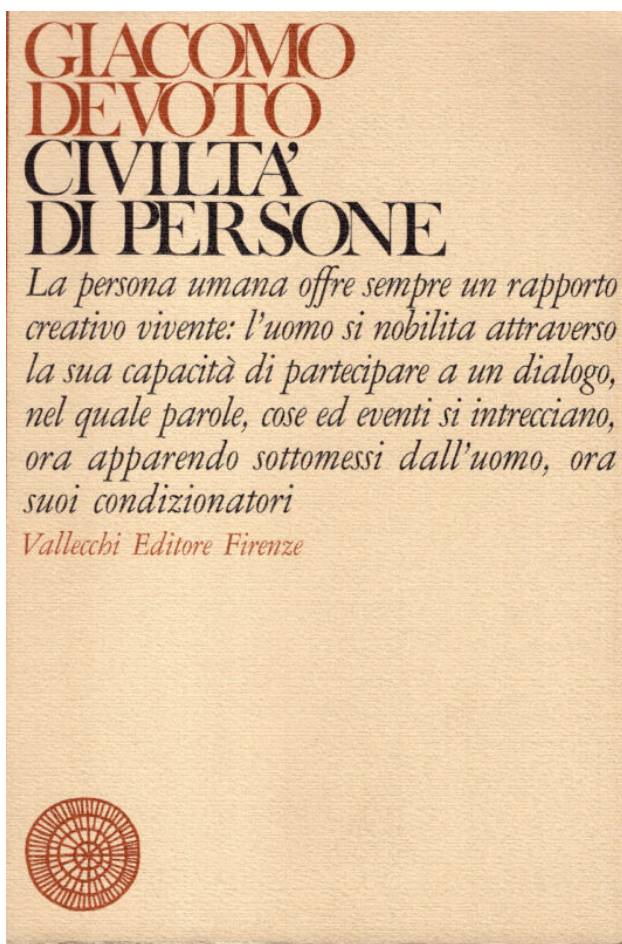 GIACOMO
DEVOTO
CIVILTA'
DI PERSONE
La persona umana offre sempre un rapporto
creativo vivente: l'uomo si nobilita attraverso
la sua capacità di partecipare a un dialogo,
nel quale parole, cose ed eventi si intrecciano,
ora apparendo sottomessi dall'uomo, ora
suoi condizionatori
Vallecchi Editore Firenze